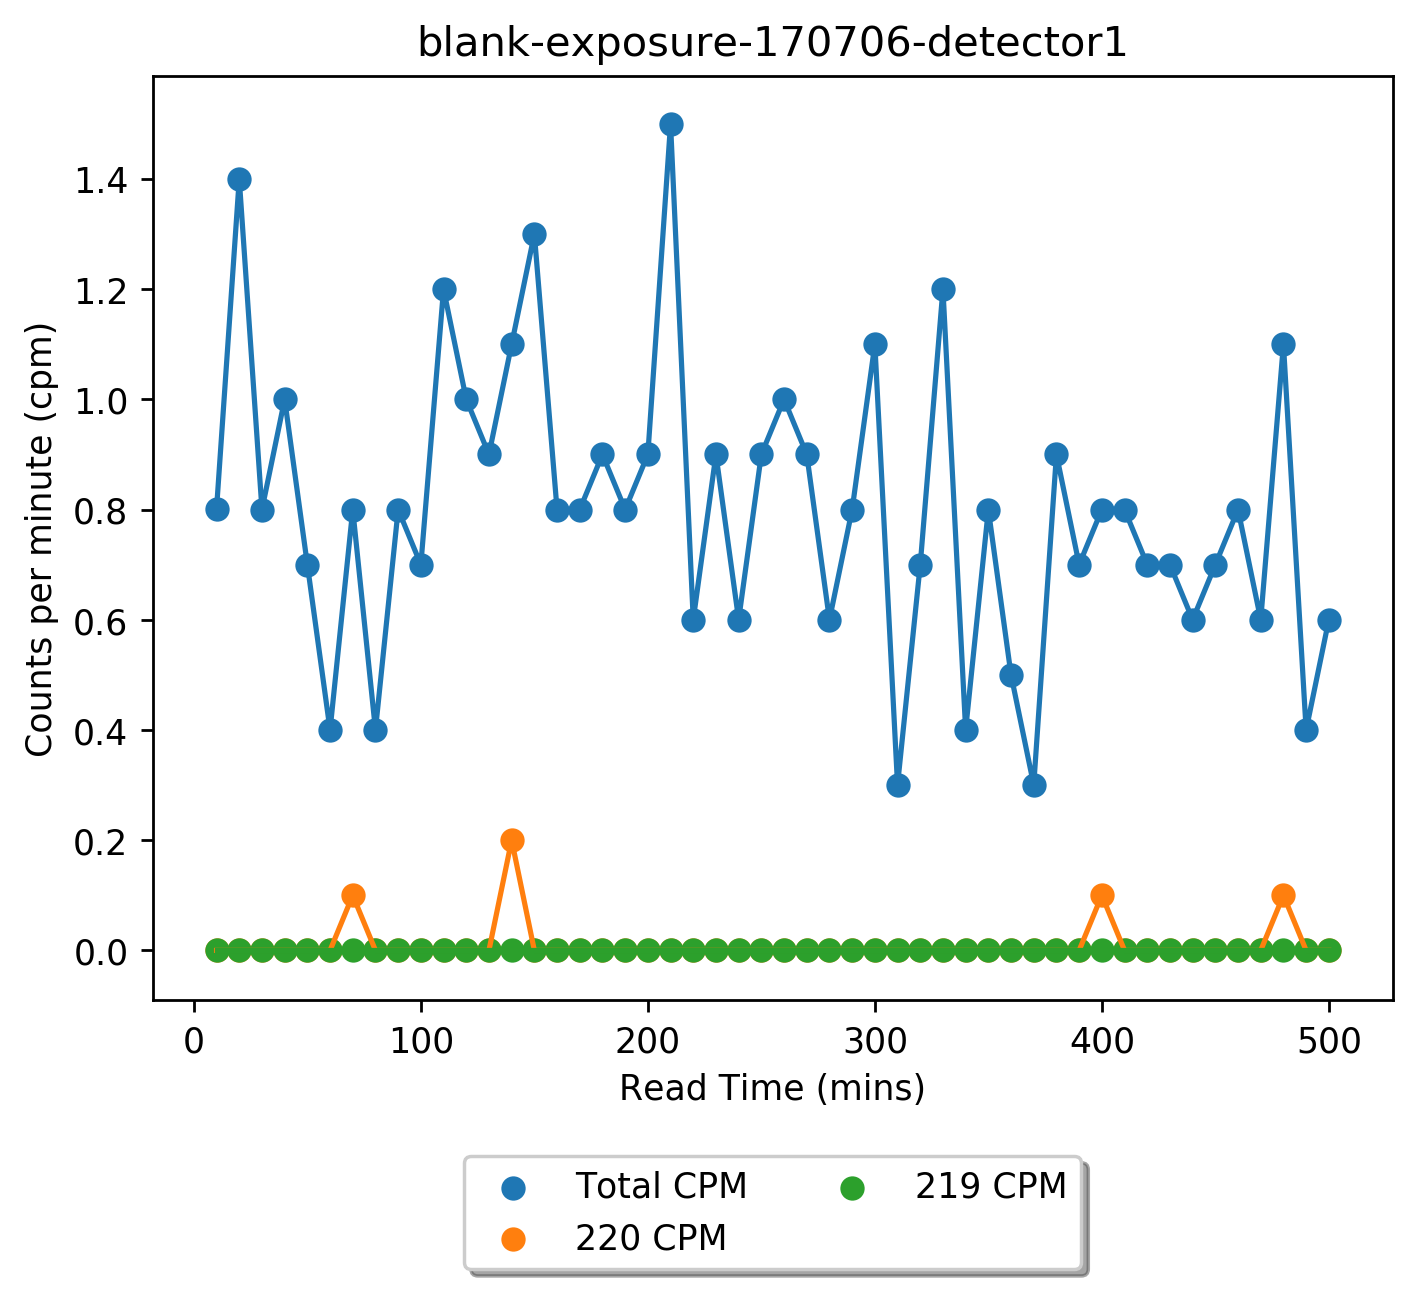 blank-exposure-170706-detector1
Counts per minute (cpm)
1.4
1.2
1.0
0.8
0.6
0.4
0.2
0.0
0 100 200 300 400 500
Read Time (mins)
Total CPM 219 CPM
220 CPM